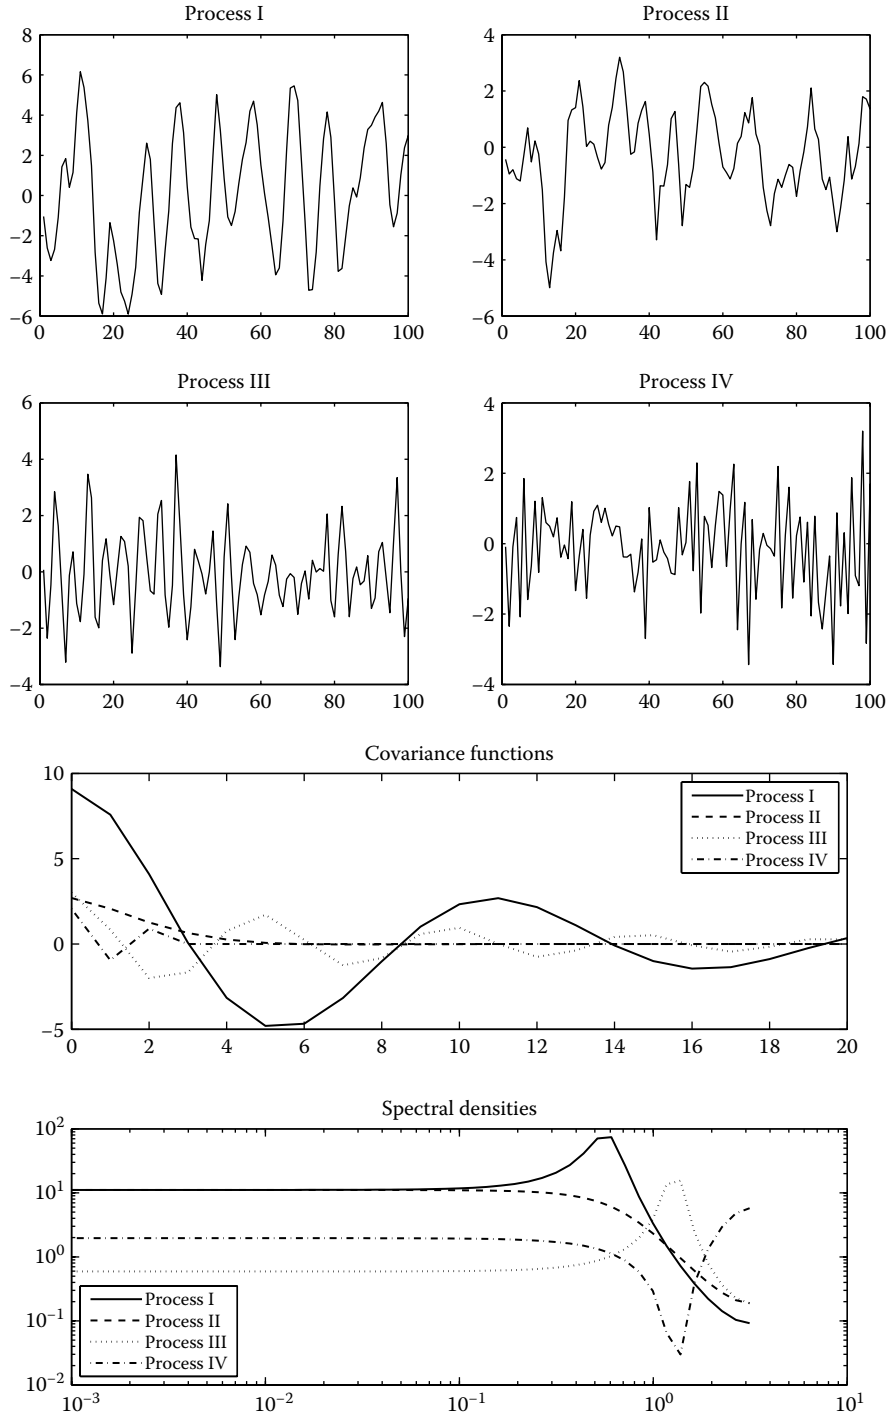 Process I
Process II
8
6
4
2
0
−2
−4
−6
0 20 40 60 80 100
4
2
0
−2
−4
−6
0 20 40 60 80 100
Process III
Process IV
6
4
2
0
−2
−4
0 20 40 60 80 100
4
2
0
−2
−4
0 20 40 60 80 100
Covariance functions
10
5
0
−5
0 2 4 6 8 10 12 14 16 18 20
Process I
Process II
Process III
Process IV
Spectral densities
10²
10¹
10⁰
10⁻¹
10⁻²
Process I
Process II
Process III
Process IV
10⁻³ 10⁻² 10⁻¹ 10⁰ 10¹